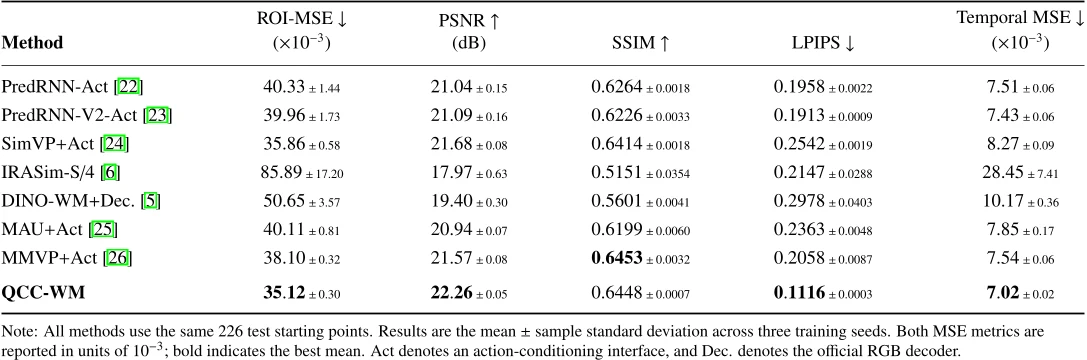 Method ROI-MSE ↓ (×10⁻³) PSNR ↑ (dB) SSIM ↑ LPIPS ↓ Temporal MSE ↓ (×10⁻³)
PredRNN-Act [22] 40.33 ± 1.44 21.04 ± 0.15 0.6264 ± 0.0018 0.1958 ± 0.0022 7.51 ± 0.06
PredRNN-V2-Act [23] 39.96 ± 1.73 21.09 ± 0.16 0.6226 ± 0.0033 0.1913 ± 0.0009 7.43 ± 0.06
SimVP+Act [24] 35.86 ± 0.58 21.68 ± 0.08 0.6414 ± 0.0018 0.2542 ± 0.0019 8.27 ± 0.09
IRASim-S/4 [6] 85.89 ± 17.20 17.97 ± 0.63 0.5151 ± 0.0354 0.2147 ± 0.0288 28.45 ± 7.41
DINO-WM+Dec. [5] 50.65 ± 3.57 19.40 ± 0.30 0.5601 ± 0.0041 0.2978 ± 0.0403 10.17 ± 0.36
MAU+Act [25] 40.11 ± 0.81 20.94 ± 0.07 0.6199 ± 0.0060 0.2363 ± 0.0048 7.85 ± 0.17
MMVP+Act [26] 38.10 ± 0.32 21.57 ± 0.08 0.6453 ± 0.0032 0.2058 ± 0.0087 7.54 ± 0.06
QCC-WM 35.12 ± 0.30 22.26 ± 0.05 0.6448 ± 0.0007 0.1116 ± 0.0003 7.02 ± 0.02
Note: All methods use the same 226 test starting points. Results are the mean ± sample standard deviation across three training seeds. Both MSE metrics are
reported in units of 10⁻³; bold indicates the best mean. Act denotes an action-conditioning interface, and Dec. denotes the official RGB decoder.